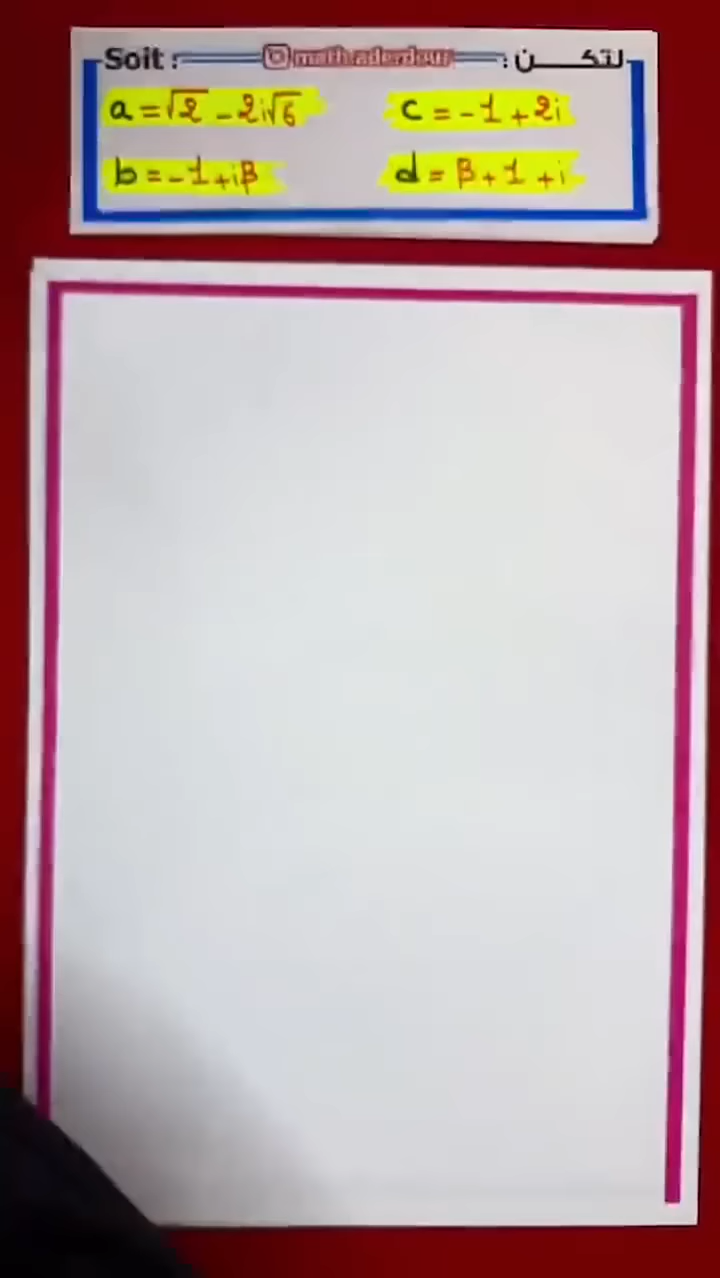 Soit : لتكن :
a = √2 - 2i√6 c = -1 + 2i
b = -1 + iβ d = β + 1 + i